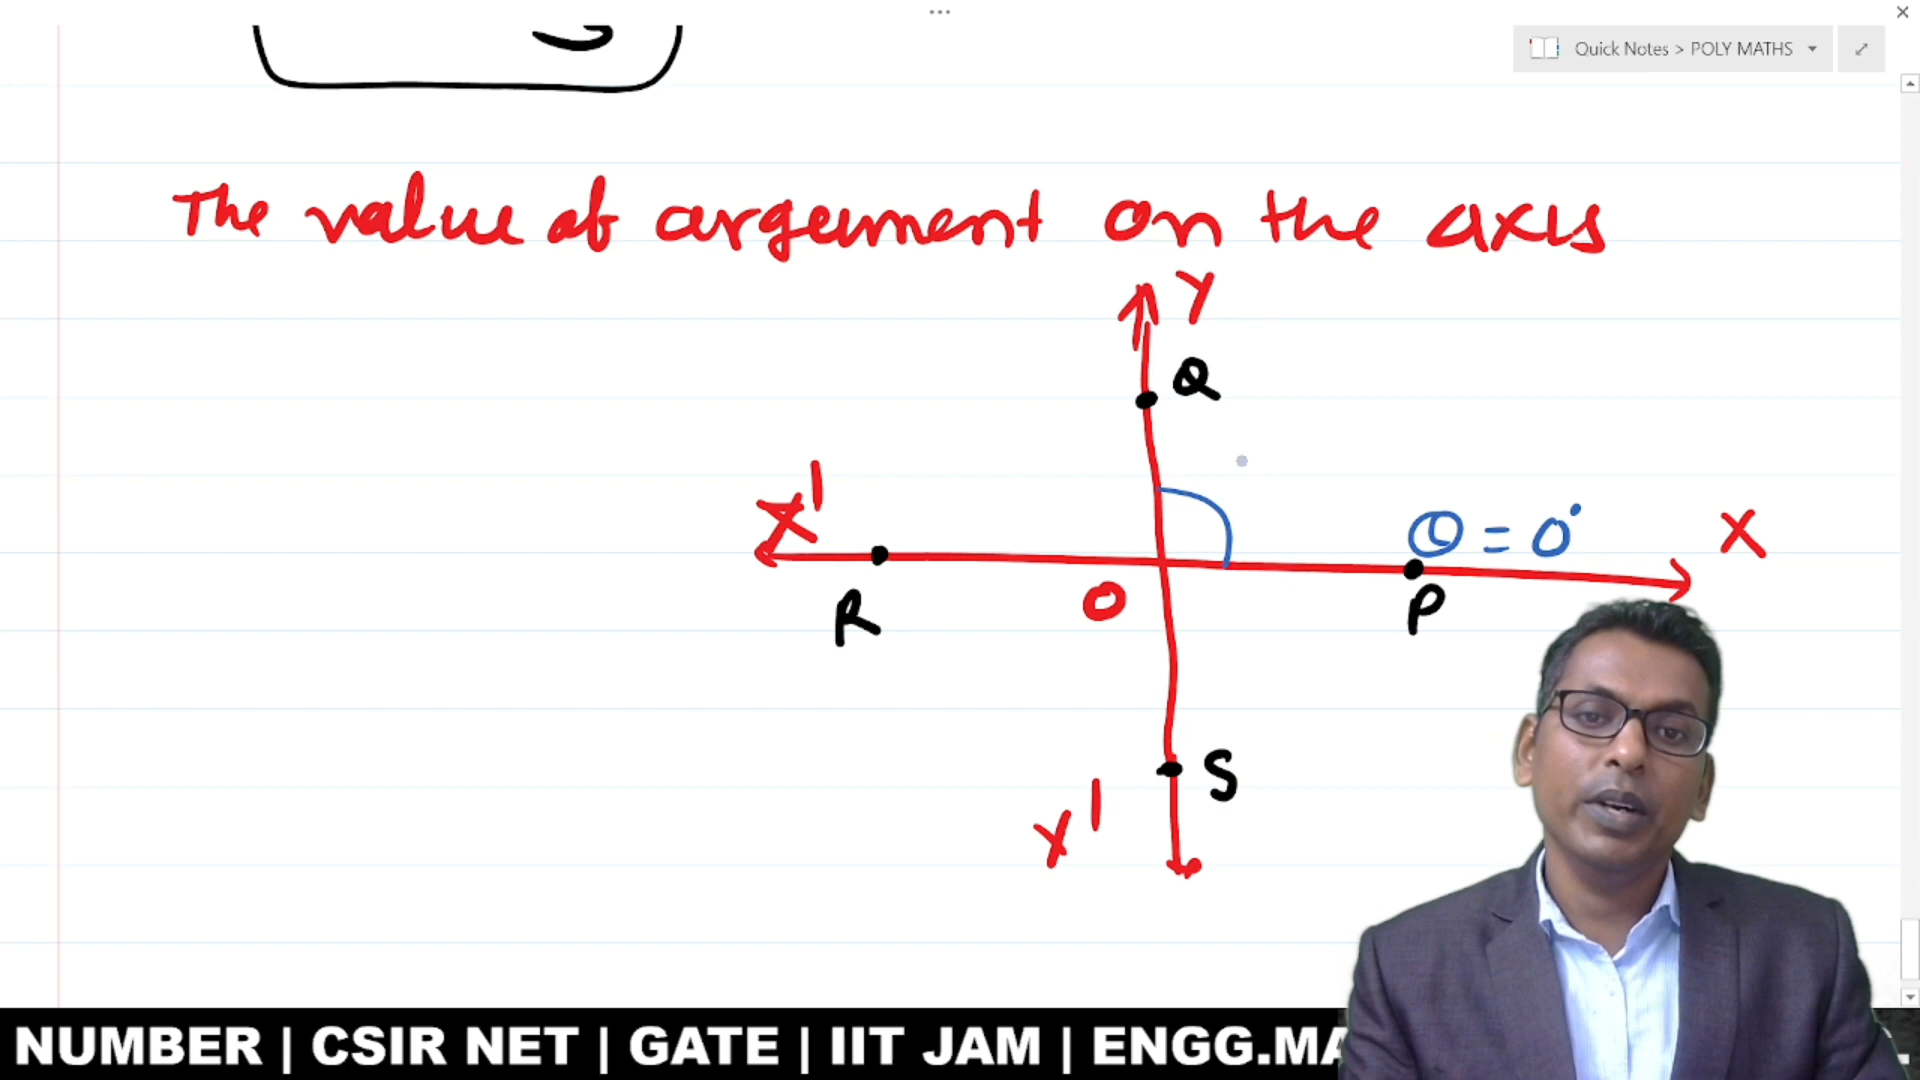 Quick Notes > POLY MATHS
The value of argument on the axis
Y
Q
X'
θ = 0°
X
O
P
R
S
Y'
NUMBER | CSIR NET | GATE | IIT JAM | ENGG.MA